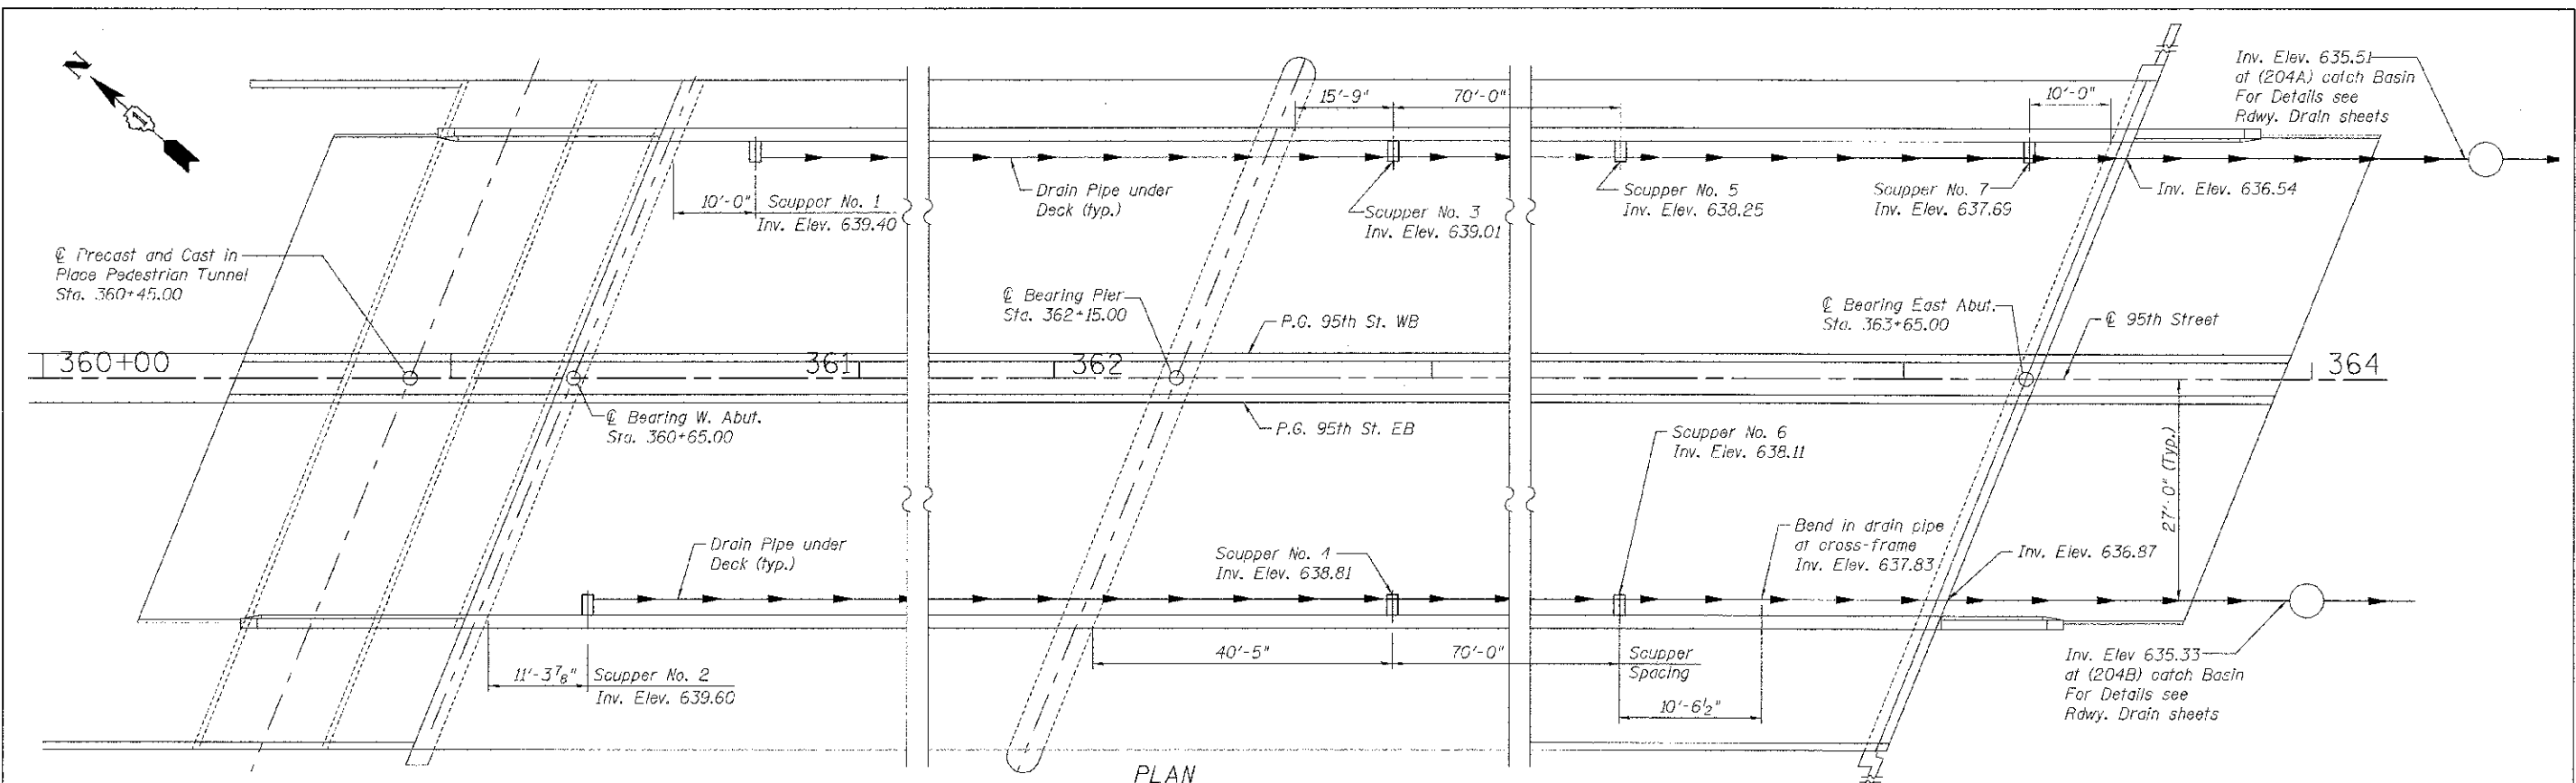 N
Inv. Elev. 635.51
at (204A) catch Basin
For Details see
Rdwy. Drain sheets
15'-9"
70'-0"
10'-0"
10'-0"
Scupper No. 1
Inv. Elev. 639.40
Drain Pipe under
Deck (typ.)
Scupper No. 3
Inv. Elev. 639.01
Scupper No. 5
Inv. Elev. 638.25
Scupper No. 7
Inv. Elev. 637.69
Inv. Elev. 636.54
℄ Precast and Cast in
Place Pedestrian Tunnel
Sta. 360+45.00
℄ Bearing Pier
Sta. 362+15.00
P.G. 95th St. WB
℄ Bearing East Abut.
Sta. 363+65.00
℄ 95th Street
360+00
361
362
364
℄ Bearing W. Abut.
Sta. 360+65.00
P.G. 95th St. EB
Scupper No. 6
Inv. Elev. 638.11
27'-0" (Typ.)
Drain Pipe under
Deck (typ.)
Scupper No. 4
Inv. Elev. 638.81
Bend in drain pipe
at cross-frame
Inv. Elev. 637.83
Inv. Elev. 636.87
11'-3⅞"
Scupper No. 2
Inv. Elev. 639.60
40'-5"
70'-0"
Scupper
Spacing
10'-6½"
Inv. Elev 635.33
at (204B) catch Basin
For Details see
Rdwy. Drain sheets
PLAN